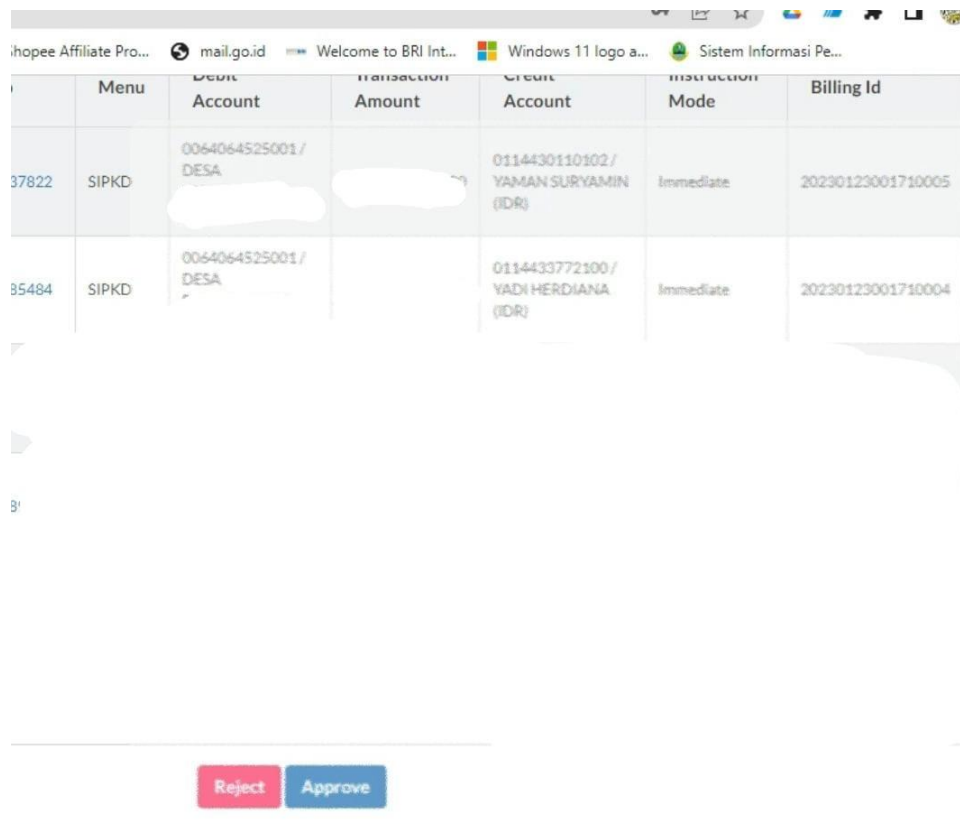 Shopee Affiliate Pro... mail.go.id Welcome to BRI Int... Windows 11 logo a... Sistem Informasi Pe...
Menu Debit Account Transaction Amount Credit Account Instruction Mode Billing Id
37822 SIPKD 0064064525001 / DESA 0114430110102 / YAMAN SURYAMIN (IDR) Immediate 20230123001710005
85484 SIPKD 0064064525001 / DESA 0114433772100 / YADI HERDIANA (IDR) Immediate 20230123001710004
Reject Approve